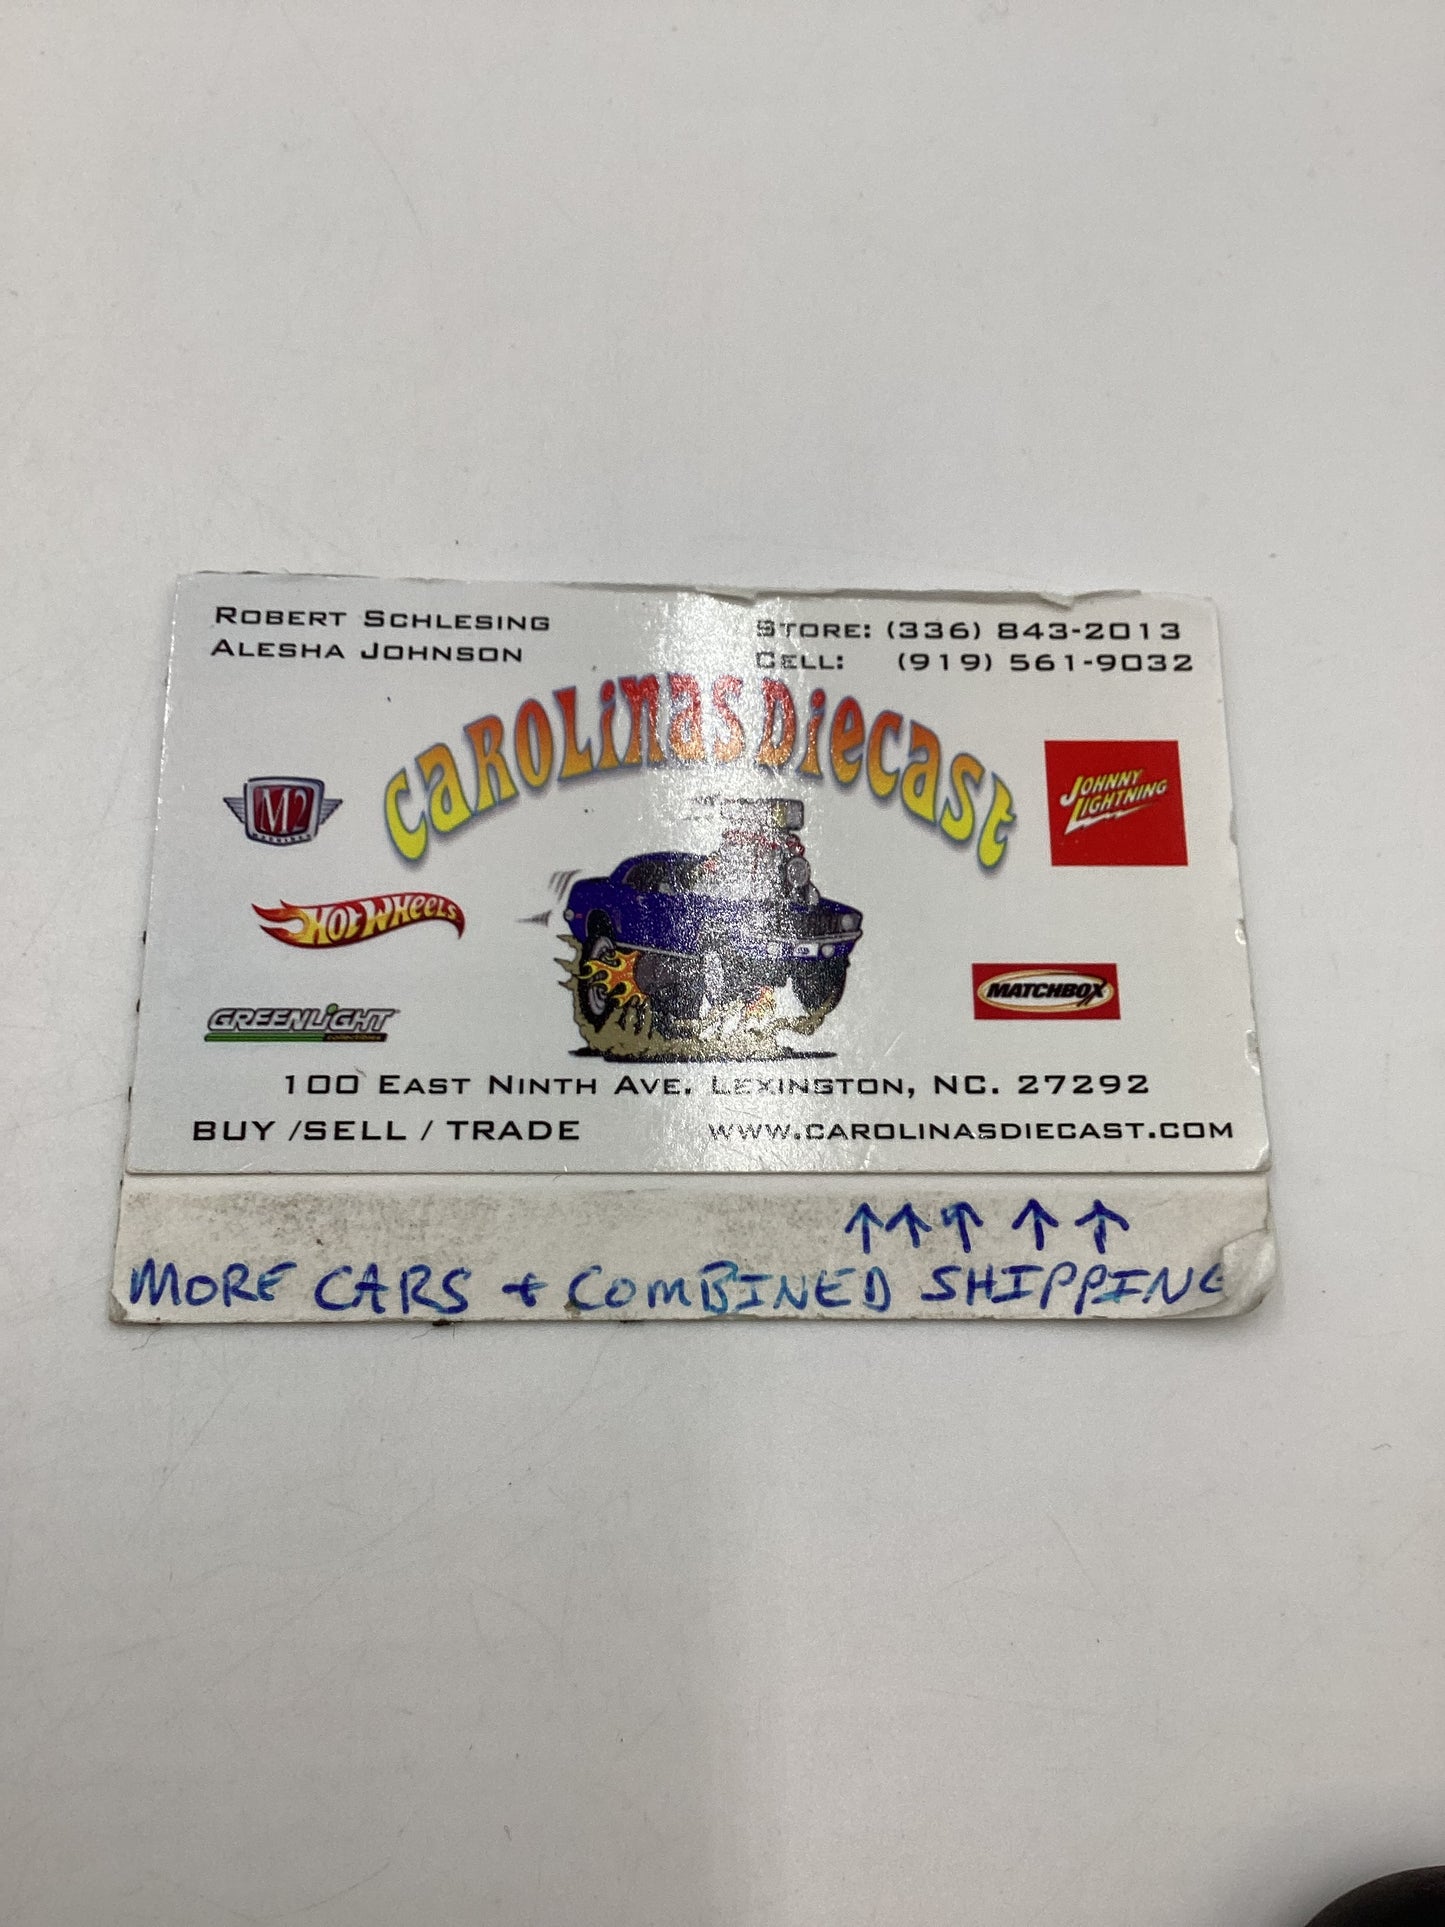 ROBERT SCHLESING
ALESHA JOHNSON
STORE: (336) 843-2013
CELL: (919) 561-9032
CAROLiNAS DiECAST
M2
MACHINES
JOHNNY
LIGHTNING
HOT WHEELS
MATCHBOX
GREENLiGHT
collectibles
100 EAST NINTH AVE. LEXINGTON, NC. 27292
BUY /SELL / TRADE
WWW.CAROLINASDIECAST.COM
↑↑↑↑↑
MORE CARS + COMBINED SHIPPING